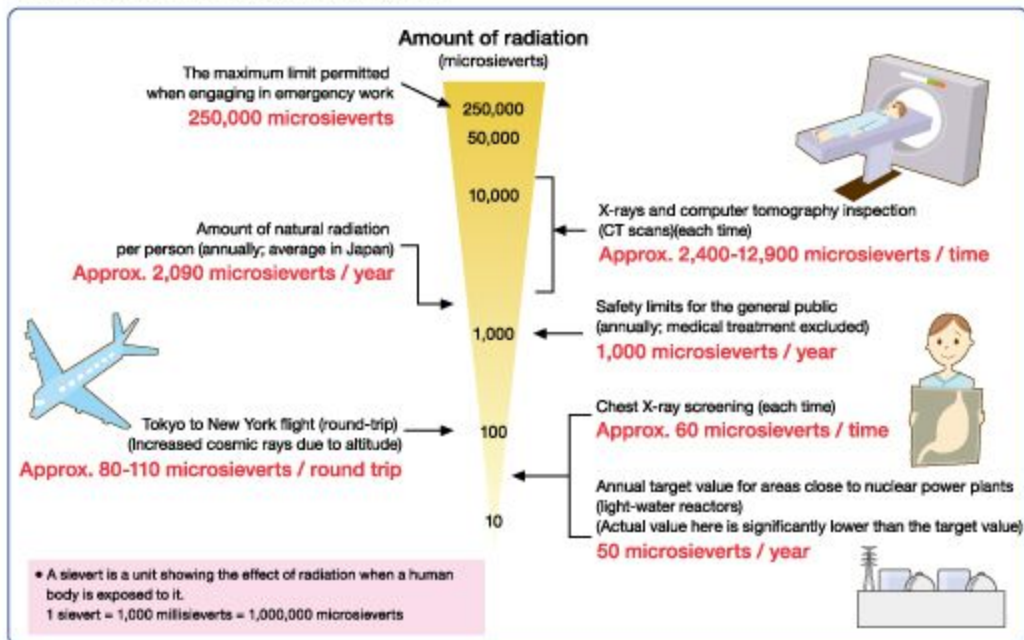 Amount of radiation
(microsieverts)
The maximum limit permitted
when engaging in emergency work
250,000 microsieverts
250,000
50,000
10,000
1,000
100
10
Amount of natural radiation
per person (annually; average in Japan)
Approx. 2,090 microsieverts / year
Tokyo to New York flight (round-trip)
(Increased cosmic rays due to altitude)
Approx. 80-110 microsieverts / round trip
X-rays and computer tomography inspection
(CT scans)(each time)
Approx. 2,400-12,900 microsieverts / time
Safety limits for the general public
(annually; medical treatment excluded)
1,000 microsieverts / year
Chest X-ray screening (each time)
Approx. 60 microsieverts / time
Annual target value for areas close to nuclear power plants
(light-water reactors)
(Actual value here is significantly lower than the target value)
50 microsieverts / year
• A sievert is a unit showing the effect of radiation when a human
body is exposed to it.
1 sievert = 1,000 millisieverts = 1,000,000 microsieverts